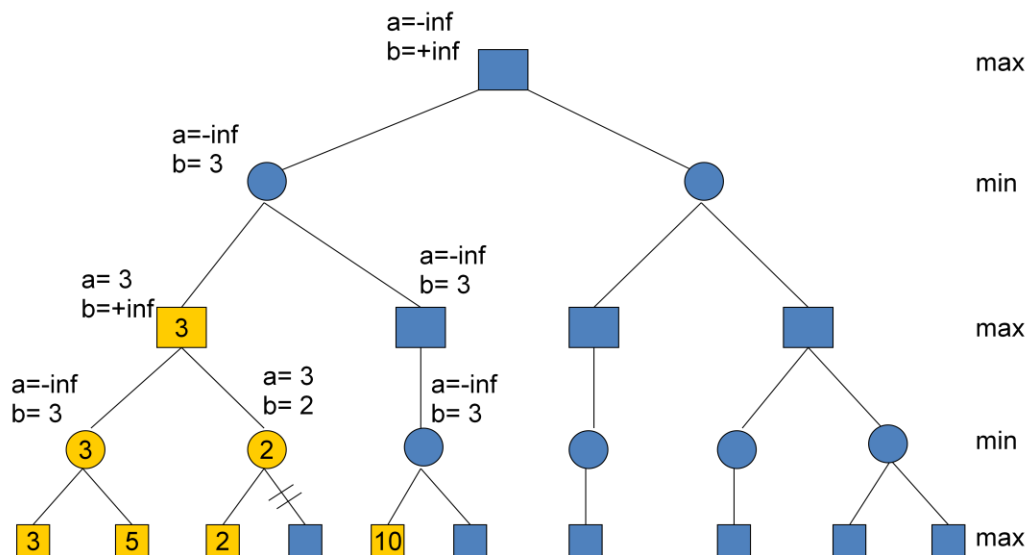 a=-inf
b=+inf
max
a=-inf
b= 3
min
a= 3
b=+inf
3
a=-inf
b= 3
max
a=-inf
b= 3
3
a= 3
b= 2
2
a=-inf
b= 3
min
3
5
2
10
max